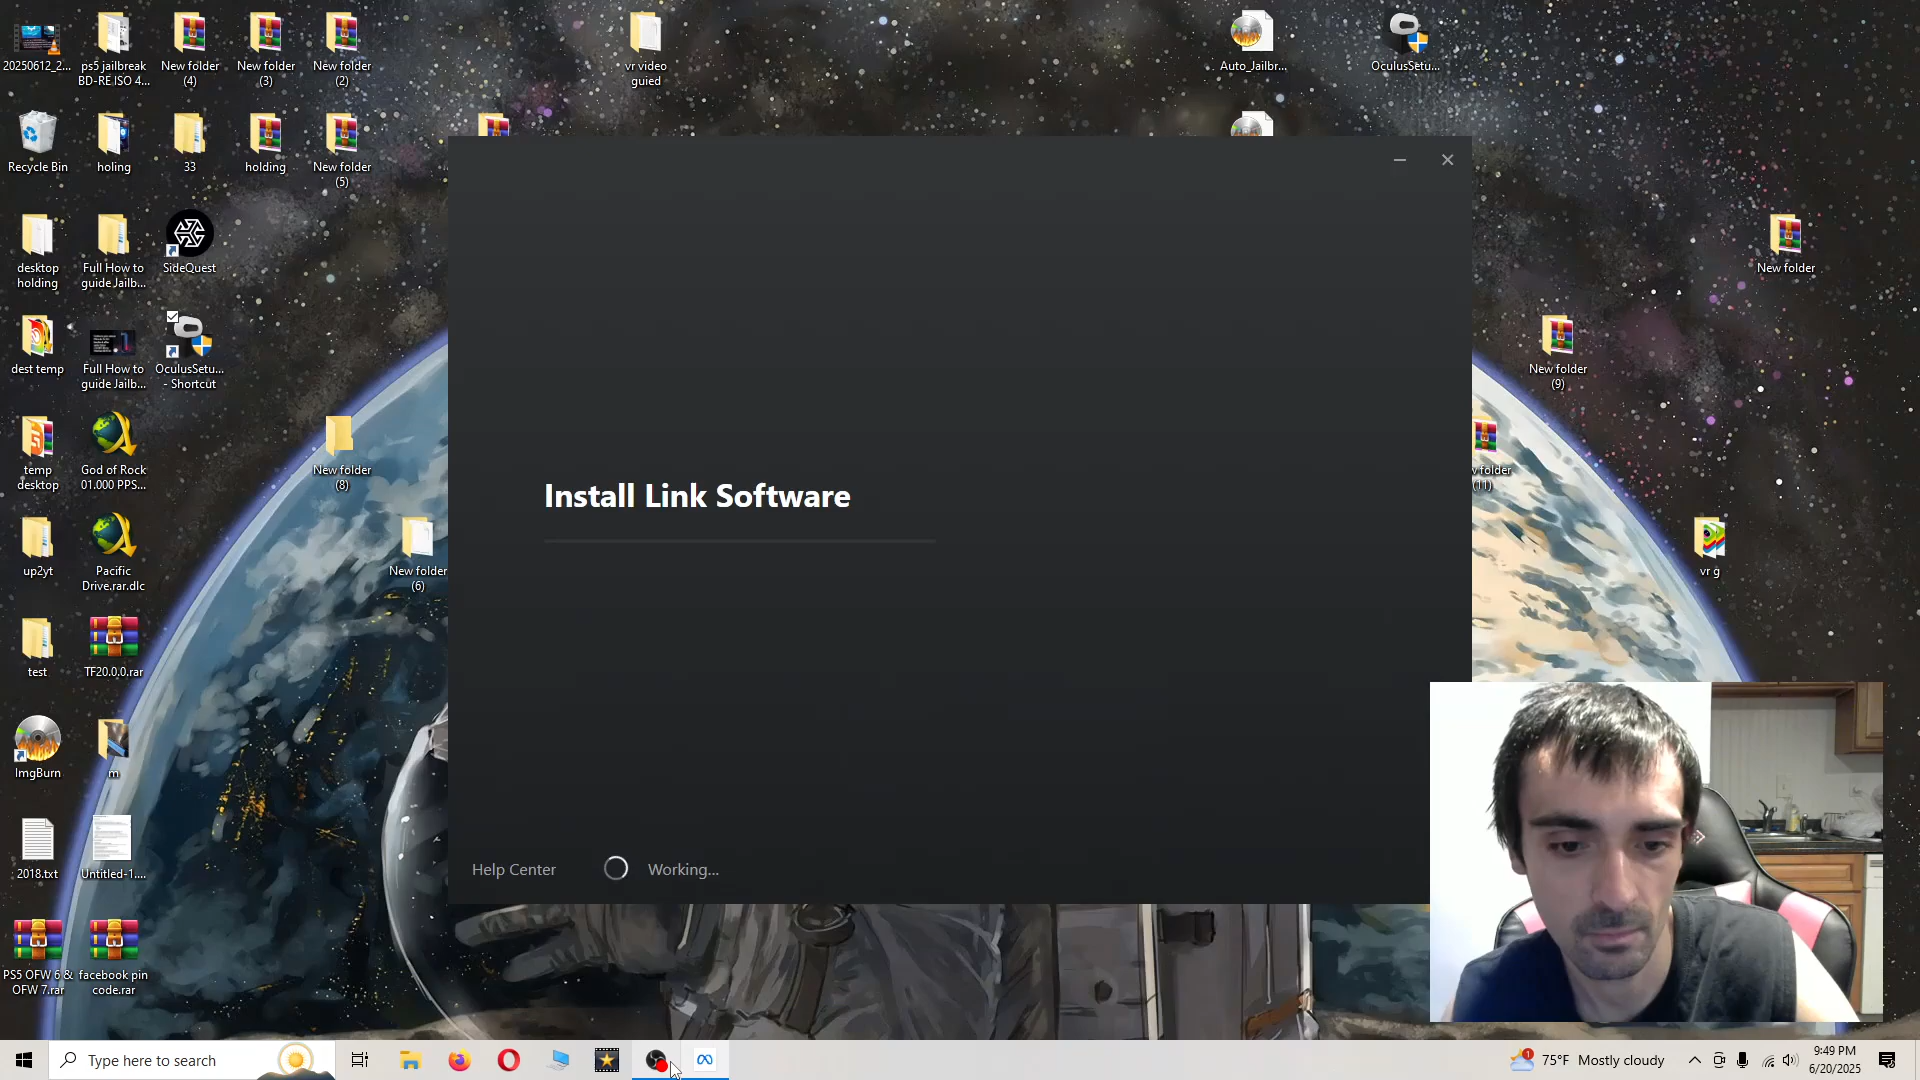 20250612_2...
ps5 jailbreak
BD-RE.ISO 4...
New folder
(4)
New folder
(3)
New folder
(2)
vr video
guied
Auto_Jailbr...
OculusSetu...
Recycle Bin
holing
33
holding
New folder
(5)
desktop
holding
Full How to
guide Jailb...
SideQuest
New folder
dest temp
Full How to
guide Jailb...
OculusSetu...
- Shortcut
New folder
(9)
temp
desktop
God of Rock
01.000 PPS...
New folder
(8)
v folder
(11)
Install Link Software
up2yt
Pacific
Drive.rar.dlc
New folder
(6)
vr g
test
TF20.0.0.rar
ImgBurn
m
2018.txt
Untitled-1....
Help Center
Working...
PS5 OFW 6 &
OFW 7.rar
facebook pin
code.rar
Type here to search
1
75°F Mostly cloudy
9:49 PM
6/20/2025